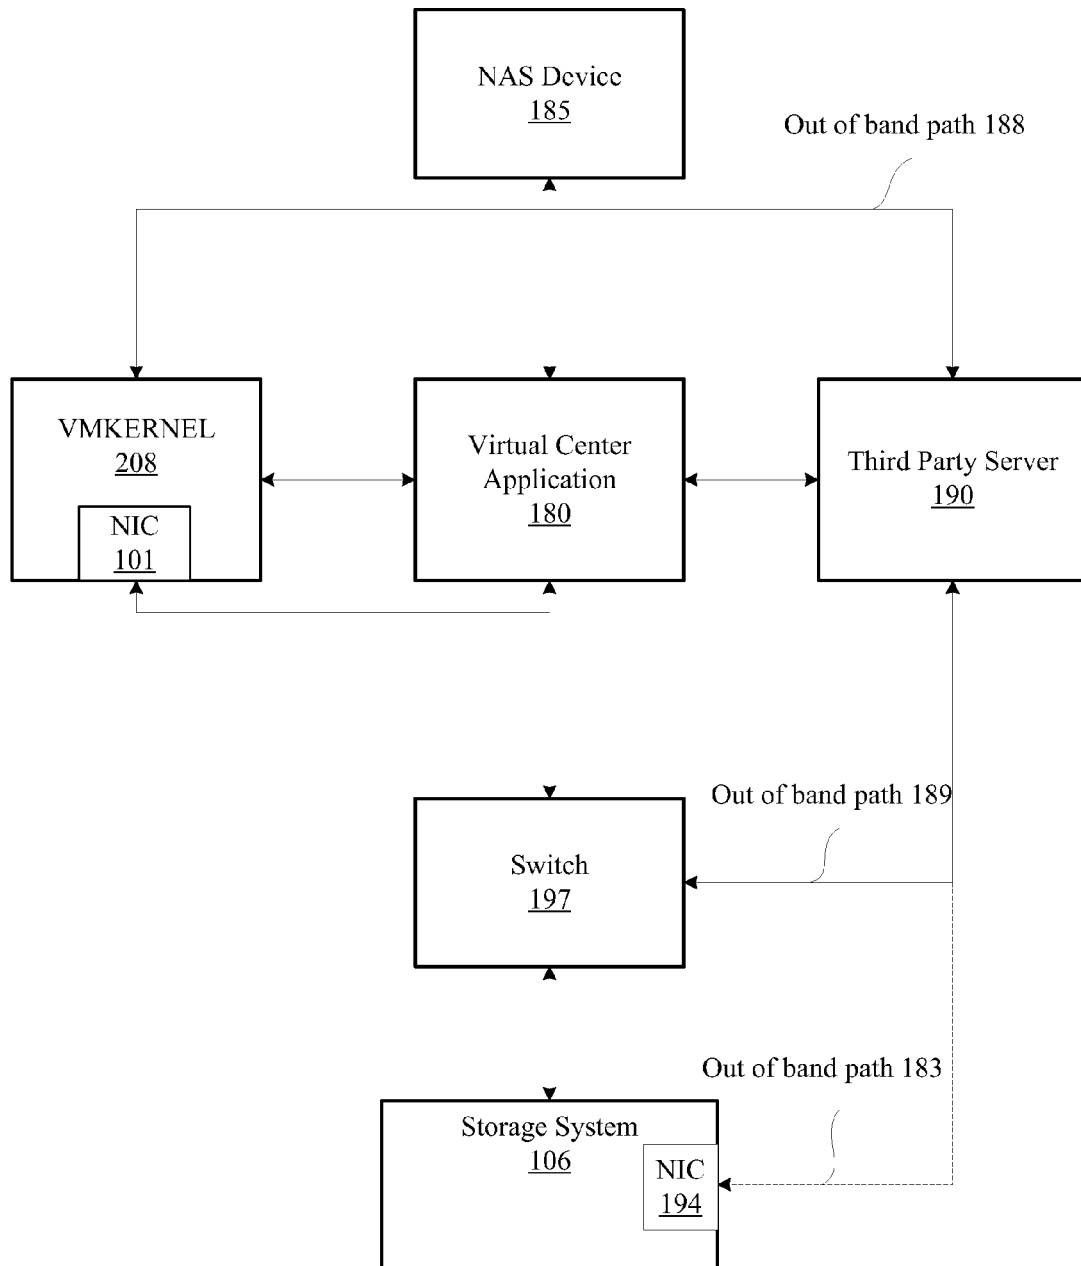 NAS Device
185
Out of band path 188
VMKERNEL
208
NIC
101
Virtual Center
Application
180
Third Party Server
190
Out of band path 189
Switch
197
Out of band path 183
Storage System
106
NIC
194